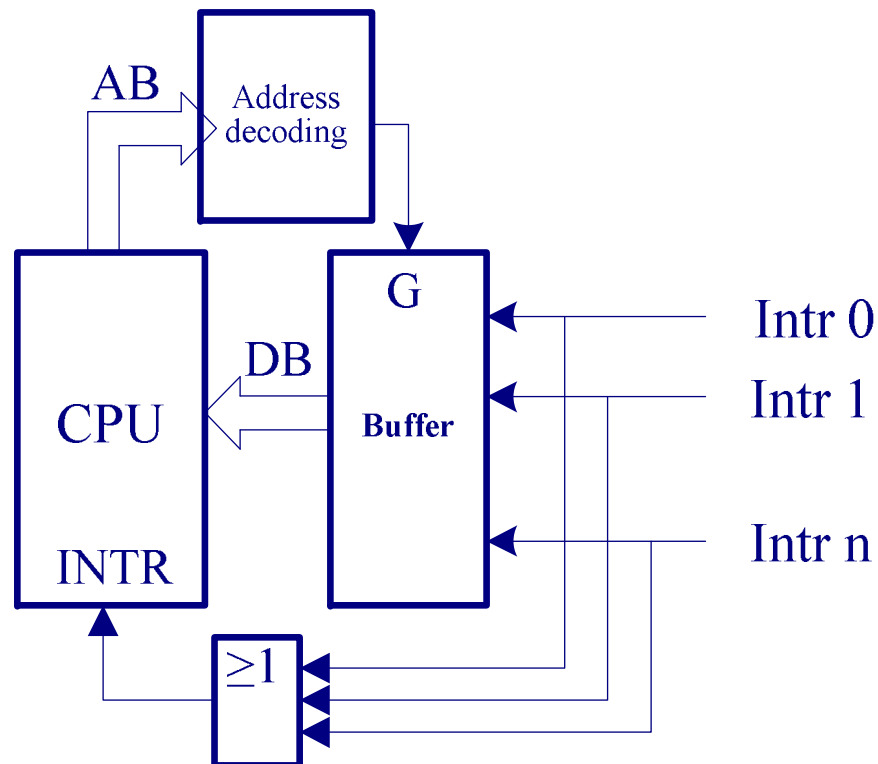 AB
Address
decoding
G
Intr 0
DB
Intr 1
CPU
Buffer
Intr n
INTR
≥1